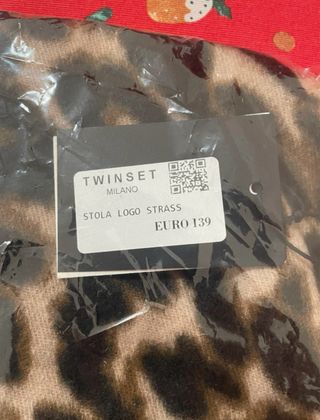 TWINSET
MILANO
STOLA LOGO STRASS
EURO 139